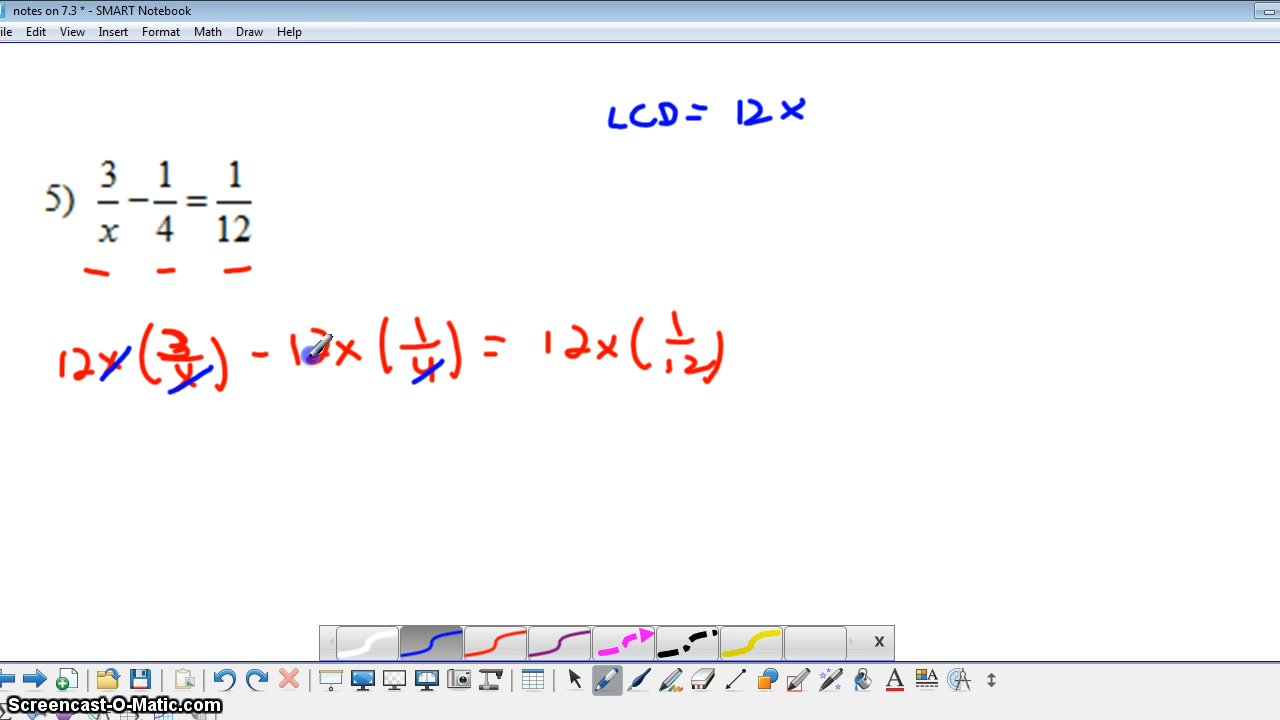 notes on 7.3 * - SMART Notebook
ile Edit View Insert Format Math Draw Help
LCD = 12x
5) 3/x − 1/4 = 1/12
12x (3/x) - 12x (1/4) = 12x (1/12)
x
A
Screencast-O-Matic.com